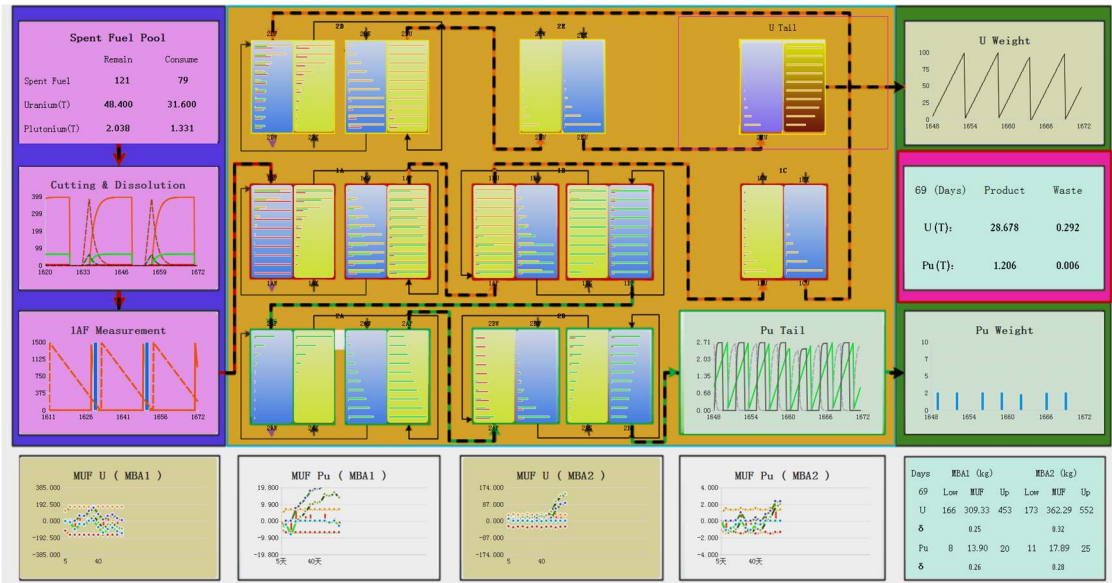 Spent Fuel Pool
Remain Consume
Spent Fuel 121 79
Uranium(T) 48.400 31.600
Plutonium(T) 2.038 1.331
Cutting & Dissolution
399
299
199
99
0
1620 1633 1646 1659 1672
1AF Measurement
1500
1125
750
375
0
1611 1626 1641 1656 1672
2D
2E
U Tail
1A
1B
1C
2A
2B
Pu Tail
2.71
2.03
1.35
0.68
0.00
1648 1654 1660 1666 1672
U Weight
100
75
50
25
0
1648 1654 1660 1666 1672
69 (Days) Product Waste
U (T): 28.678 0.292
Pu (T): 1.206 0.006
Pu Weight
10
7
5
2
0
1648 1654 1660 1666 1672
MUF U ( MBA1 )
385.000
192.500
0.000
-192.500
-385.000
5 40
MUF Pu ( MBA1 )
19.800
9.900
0.000
-9.900
-19.800
5天 40天
MUF U ( MBA2 )
174.000
87.000
0.000
-87.000
-174.000
5 40
MUF Pu ( MBA2 )
4.000
2.000
0.000
-2.000
-4.000
5天 40天
Days MBA1 (kg) MBA2 (kg)
69 Low MUF Up Low MUF Up
U 166 309.33 453 173 362.29 552
δ 0.25 0.32
Pu 8 13.90 20 11 17.89 25
δ 0.26 0.28